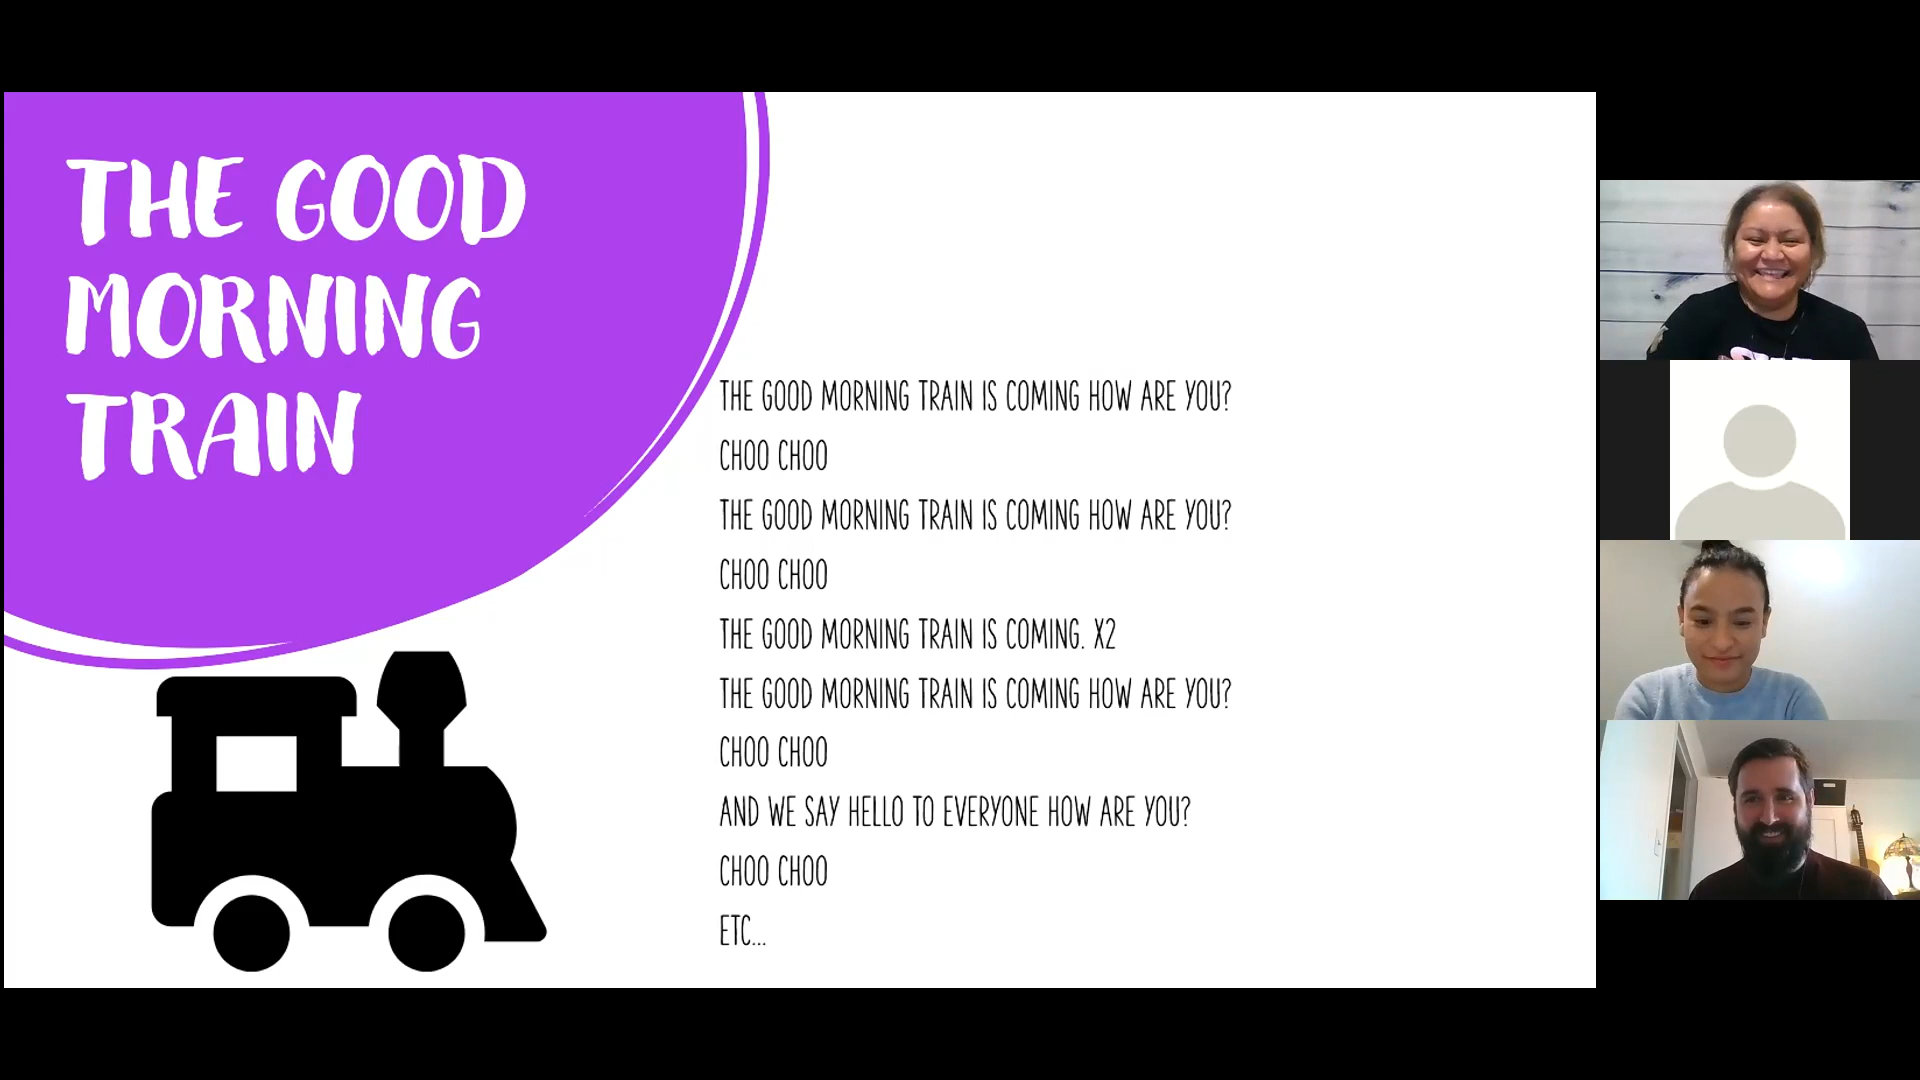 THE GOOD
MORNING
TRAIN
THE GOOD MORNING TRAIN IS COMING HOW ARE YOU?
CHOO CHOO
THE GOOD MORNING TRAIN IS COMING HOW ARE YOU?
CHOO CHOO
THE GOOD MORNING TRAIN IS COMING. X2
THE GOOD MORNING TRAIN IS COMING HOW ARE YOU?
CHOO CHOO
AND WE SAY HELLO TO EVERYONE HOW ARE YOU?
CHOO CHOO
ETC...